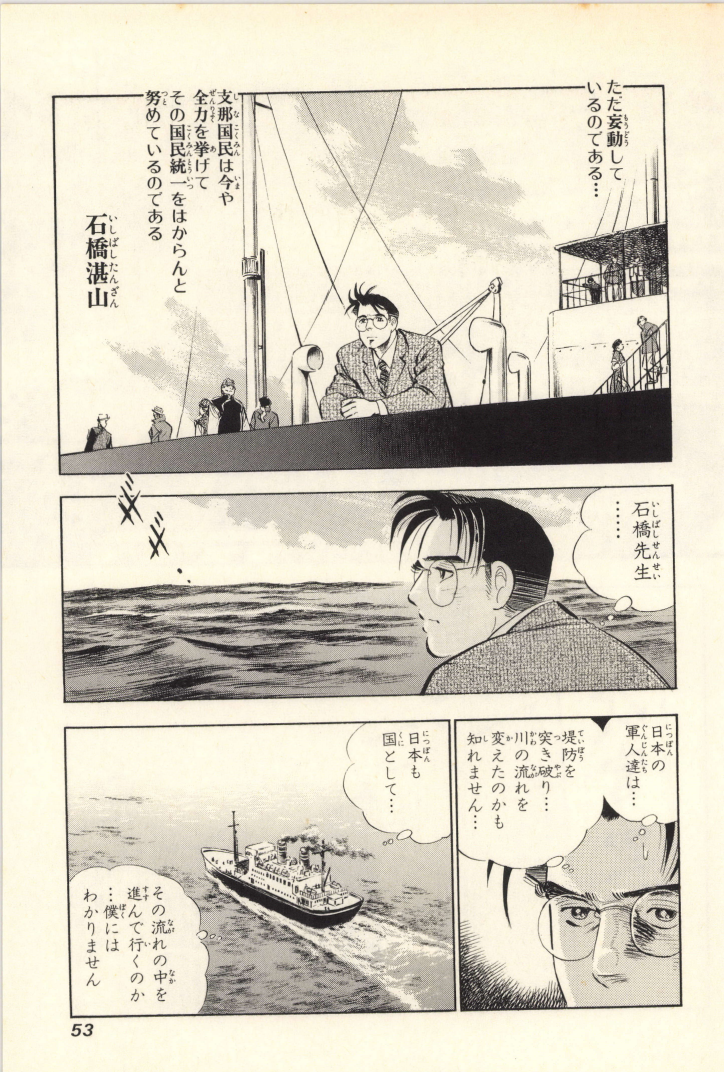 ただ妄動して
いるのである…
支那国民は今や
全力を挙げて
その国民統一をはからんと
努めているのである
石橋湛山
石橋先生
……
日本の
軍人達は…
堤防を
突き破り…
川の流れを
変えたのかも
知れません…
日本も
国として…
その流れの中を
進んで行くのか
…僕には
わかりません
53